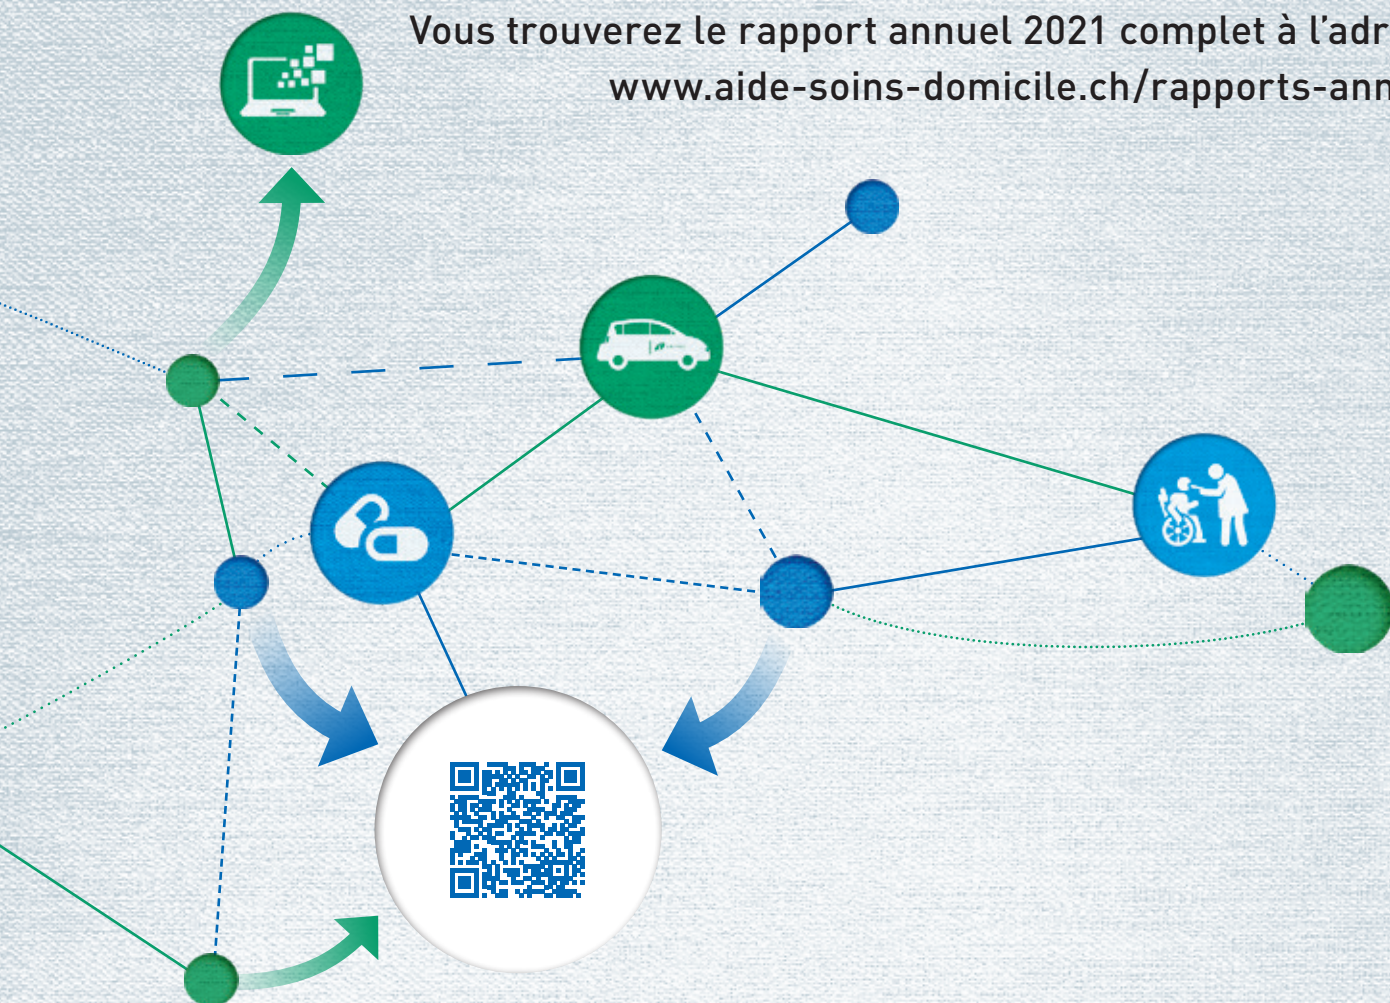 Vous trouverez le rapport annuel 2021 complet à l'adr
www.aide-soins-domicile.ch/rapports-ann